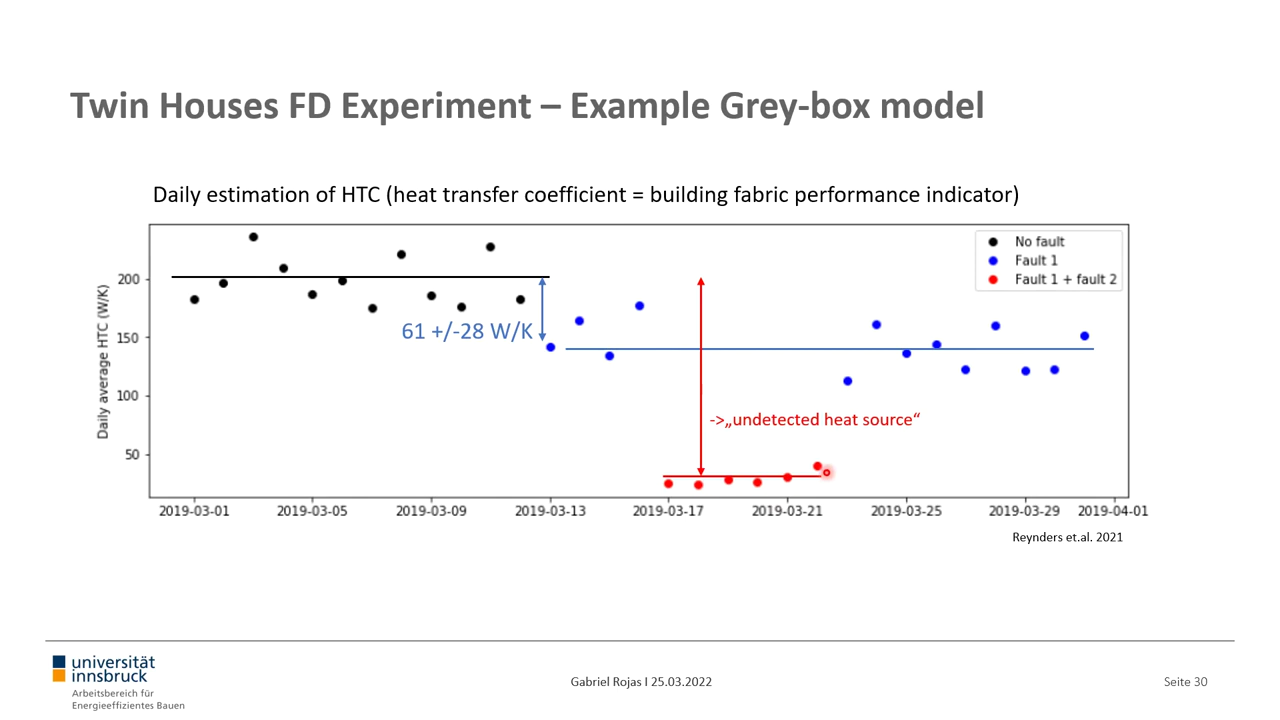 Twin Houses FD Experiment – Example Grey-box model
Daily estimation of HTC (heat transfer coefficient = building fabric performance indicator)
Daily average HTC (W/K)
200
150
100
50
No fault
Fault 1
Fault 1 + fault 2
61 +/-28 W/K
->„undetected heat source“
2019-03-01 2019-03-05 2019-03-09 2019-03-13 2019-03-17 2019-03-21 2019-03-25 2019-03-29 2019-04-01
Reynders et.al. 2021
universität
innsbruck
Arbeitsbereich für
Energieeffizientes Bauen
Gabriel Rojas I 25.03.2022
Seite 30